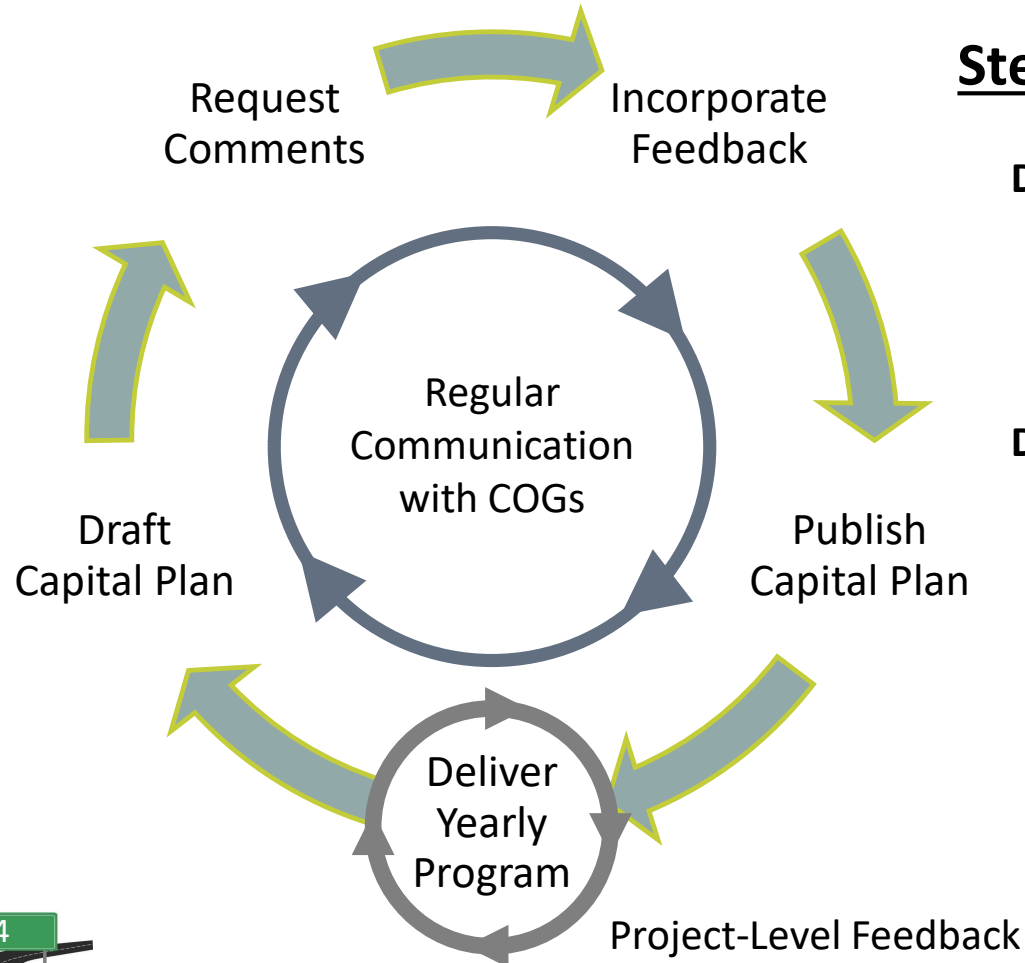 Request
Comments
Incorporate
Feedback
Ste
D
D
Regular
Communication
with COGs
Draft
Capital Plan
Publish
Capital Plan
Deliver
Yearly
Program
4
Project-Level Feedback